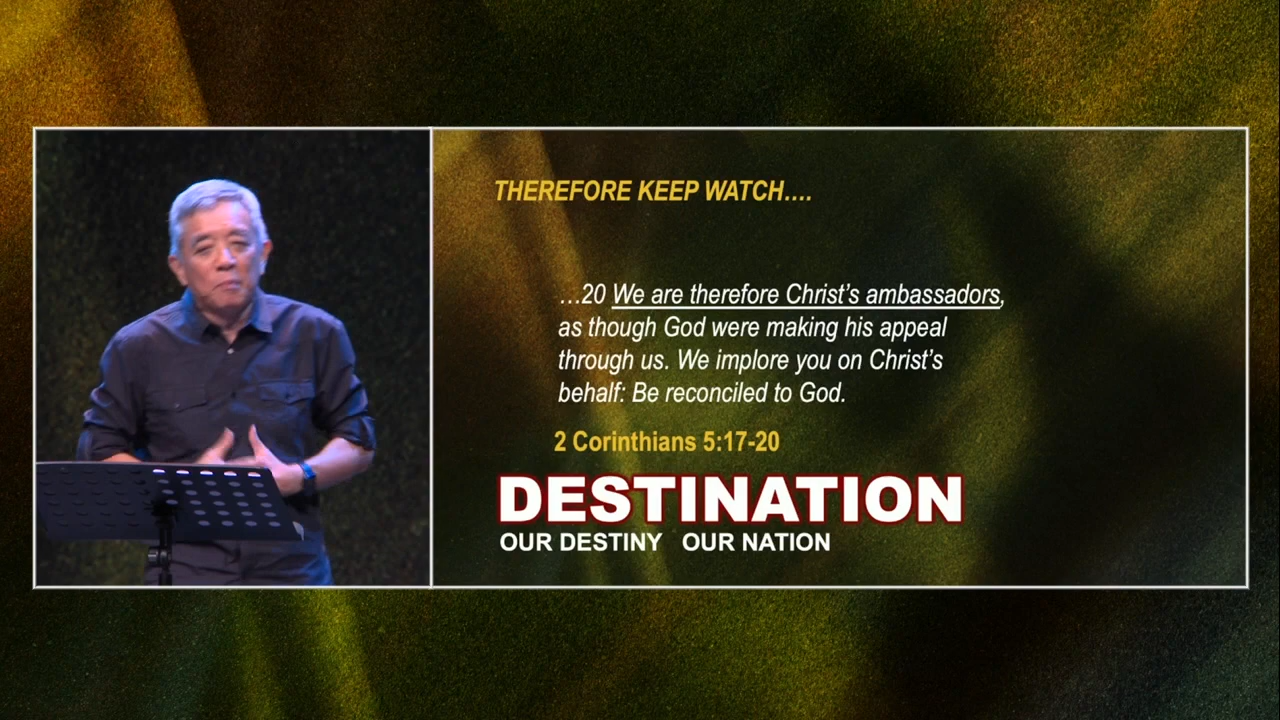 THEREFORE KEEP WATCH....
…20 We are therefore Christ’s ambassadors,
as though God were making his appeal
through us. We implore you on Christ’s
behalf: Be reconciled to God.
2 Corinthians 5:17-20
DESTINATION
OUR DESTINY OUR NATION